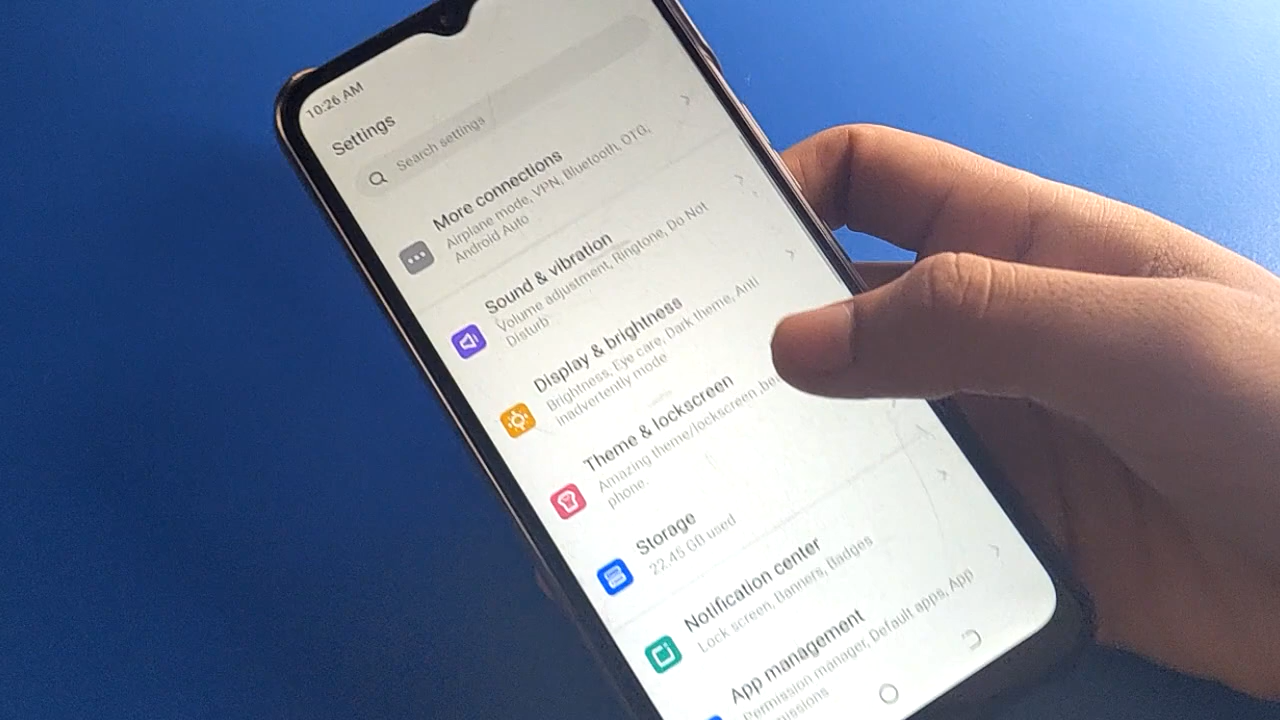 10:26 AM
Settings
Search settings
More connections
Airplane mode, VPN, Bluetooth, OTG,
Android Auto
Sound & vibration
Volume adjustment, Ringtone, Do Not
Disturb
Display & brightness
Brightness, Eye care, Dark theme, Anti
inadvertently mode
Theme & lockscreen
Amazing theme/lockscreen
phone.
Storage
22.45 GB used
Notification center
Lock screen, Banners, Badges
App management
Permission manager, Default apps, App